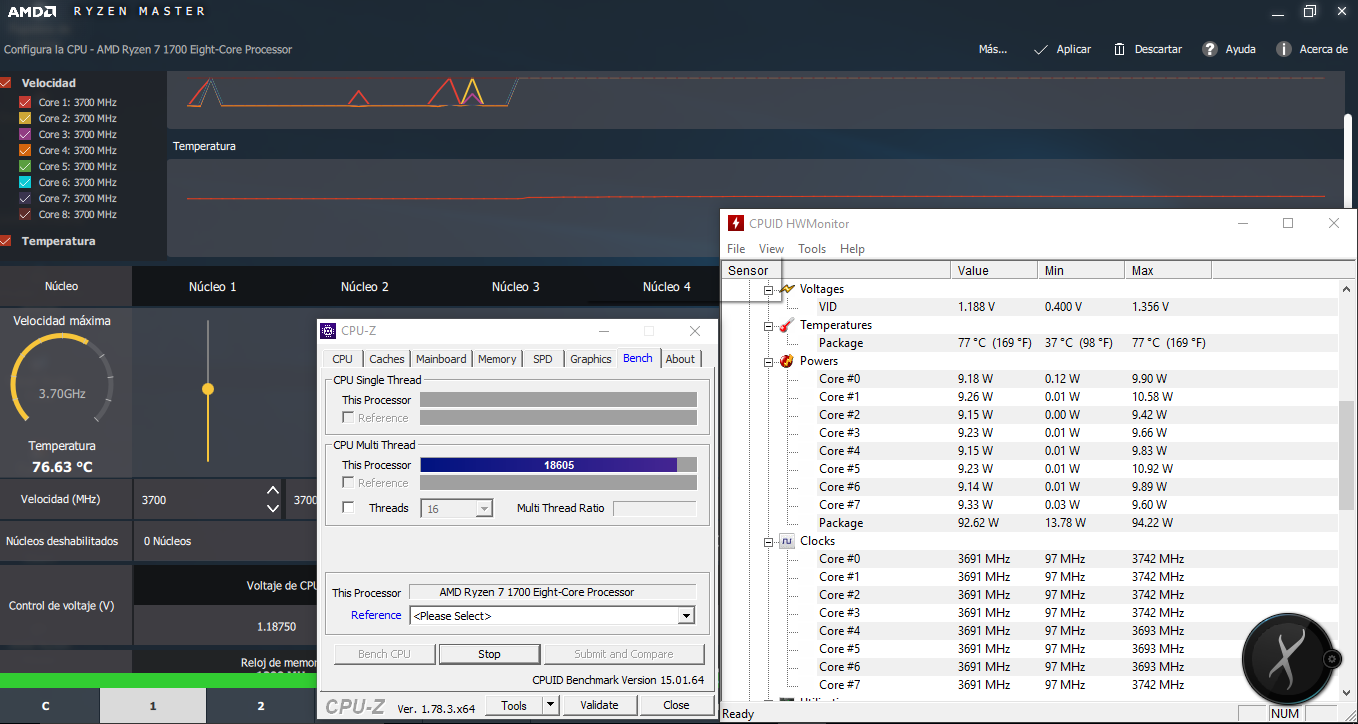 AMD RYZEN MASTER
Configura la CPU - AMD Ryzen 7 1700 Eight-Core Processor
Más... Aplicar Descartar Ayuda Acerca de
Velocidad
Core 1: 3700 MHz
Core 2: 3700 MHz
Core 3: 3700 MHz
Core 4: 3700 MHz
Core 5: 3700 MHz
Core 6: 3700 MHz
Core 7: 3700 MHz
Core 8: 3700 MHz
Temperatura
Temperatura
Núcleo Núcleo 1 Núcleo 2 Núcleo 3 Núcleo 4
Velocidad máxima
3.70GHz
Temperatura
76.63 ºC
Velocidad (MHz) 3700 3700
Núcleos deshabilitados 0 Núcleos
Voltaje de CPU
Control de voltaje (V)
1.18750
Reloj de memor
C 1 2
CPU-Z
CPU Caches Mainboard Memory SPD Graphics Bench About
CPU Single Thread
This Processor
Reference
CPU Multi Thread
This Processor 18605
Reference
Threads 16 Multi Thread Ratio
This Processor AMD Ryzen 7 1700 Eight-Core Processor
Reference <Please Select>
Bench CPU Stop Submit and Compare
CPUID Benchmark Version 15.01.64
CPU-Z Ver. 1.78.3.x64 Tools Validate Close
CPUID HWMonitor
File View Tools Help
Sensor Value Min Max
Voltages
VID 1.188 V 0.400 V 1.356 V
Temperatures
Package 77 °C (169 °F) 37 °C (98 °F) 77 °C (169 °F)
Powers
Core #0 9.18 W 0.12 W 9.90 W
Core #1 9.26 W 0.01 W 10.58 W
Core #2 9.15 W 0.00 W 9.42 W
Core #3 9.23 W 0.01 W 9.66 W
Core #4 9.15 W 0.01 W 9.83 W
Core #5 9.23 W 0.01 W 10.92 W
Core #6 9.14 W 0.01 W 9.89 W
Core #7 9.33 W 0.03 W 9.60 W
Package 92.62 W 13.78 W 94.22 W
Clocks
Core #0 3691 MHz 97 MHz 3742 MHz
Core #1 3691 MHz 97 MHz 3742 MHz
Core #2 3691 MHz 97 MHz 3742 MHz
Core #3 3691 MHz 97 MHz 3742 MHz
Core #4 3691 MHz 97 MHz 3693 MHz
Core #5 3691 MHz 97 MHz 3693 MHz
Core #6 3691 MHz 97 MHz 3742 MHz
Core #7 3691 MHz 97 MHz 3742 MHz
Ready NUM